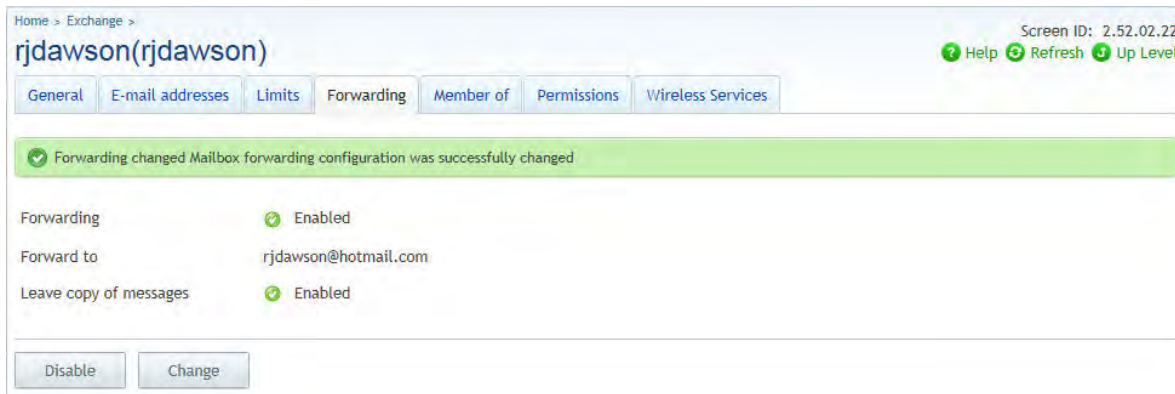 Home > Exchange >
Screen ID: 2.52.02.22
rjdawson(rjdawson)
Help Refresh Up Level
General E-mail addresses Limits Forwarding Member of Permissions Wireless Services
Forwarding changed Mailbox forwarding configuration was successfully changed
Forwarding Enabled
Forward to rjdawson@hotmail.com
Leave copy of messages Enabled
Disable Change